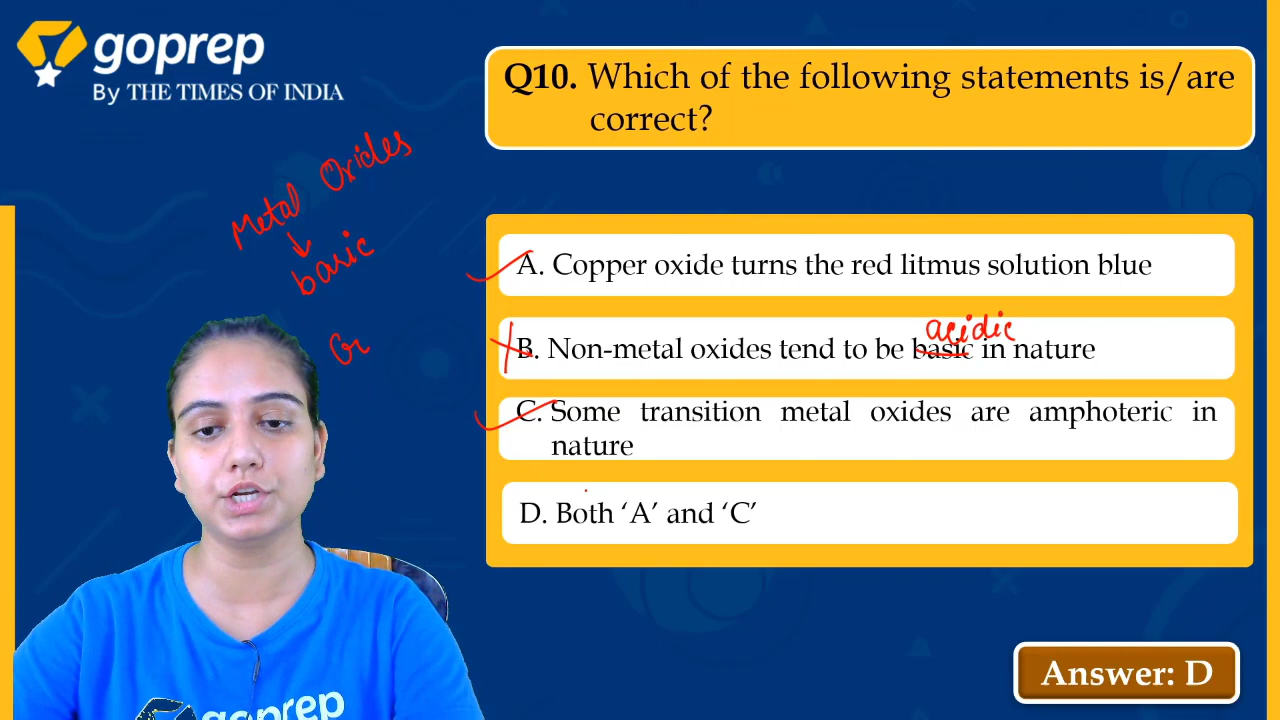 goprep
By THE TIMES OF INDIA
Q10. Which of the following statements is/are
correct?
Metal Oxides
basic
A. Copper oxide turns the red litmus solution blue
acidic
B. Non-metal oxides tend to be basic in nature
C. Some transition metal oxides are amphoteric in
nature
D. Both ‘A’ and ‘C’
Answer: D
goprep